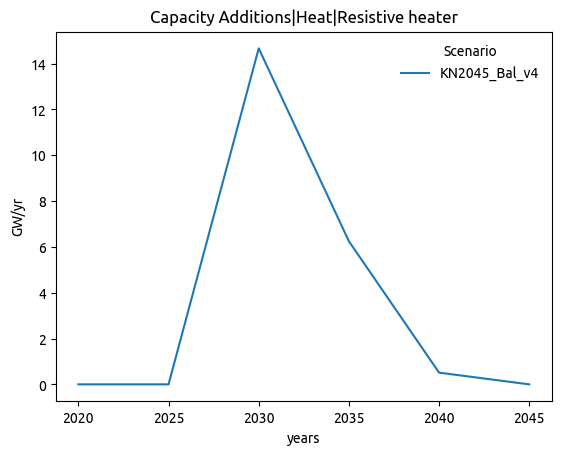 Capacity Additions|Heat|Resistive heater
Scenario
KN2045_Bal_v4
GW/yr
14
12
10
8
6
4
2
0
2020 2025 2030 2035 2040 2045
years